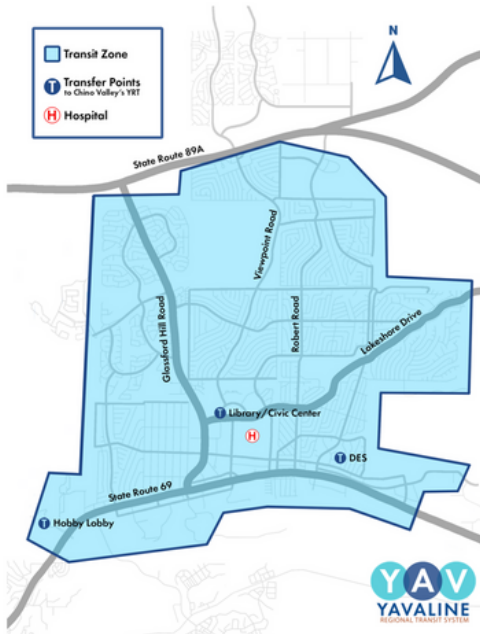 N
Transit Zone
T
Transfer Points
to Chino Valley's YRT
H
Hospital
State Route 89A
Viewpoint Road
Glassford Hill Road
Robert Road
Lakeshore Drive
T Library/Civic Center
H
T DES
State Route 69
T Hobby Lobby
YAV
YAVALINE
REGIONAL TRANSIT SYSTEM